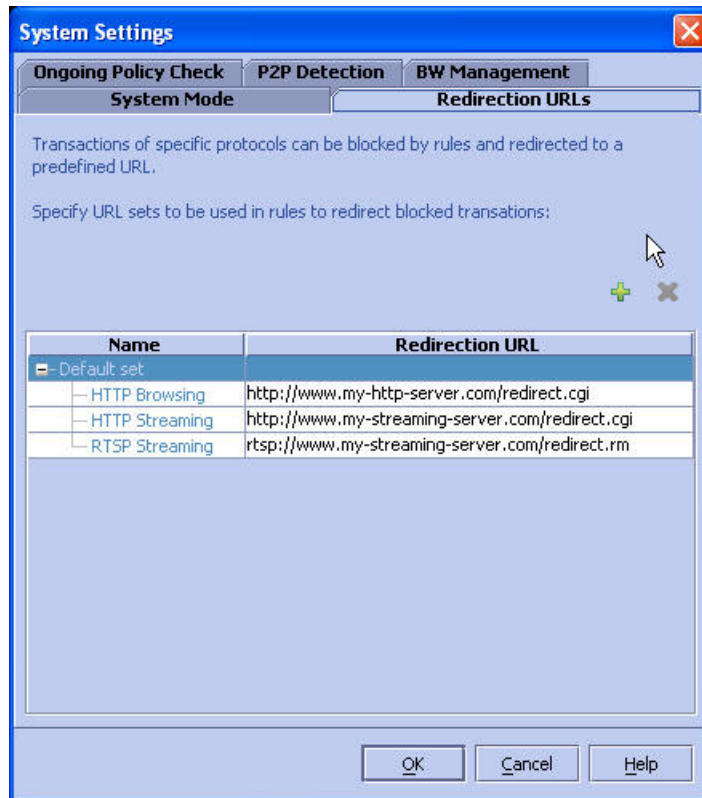 System Settings
Ongoing Policy Check P2P Detection BW Management
System Mode Redirection URLs
Transactions of specific protocols can be blocked by rules and redirected to a
predefined URL.
Specify URL sets to be used in rules to redirect blocked transations:
Name Redirection URL
Default set
HTTP Browsing http://www.my-http-server.com/redirect.cgi
HTTP Streaming http://www.my-streaming-server.com/redirect.cgi
RTSP Streaming rtsp://www.my-streaming-server.com/redirect.rm
OK Cancel Help